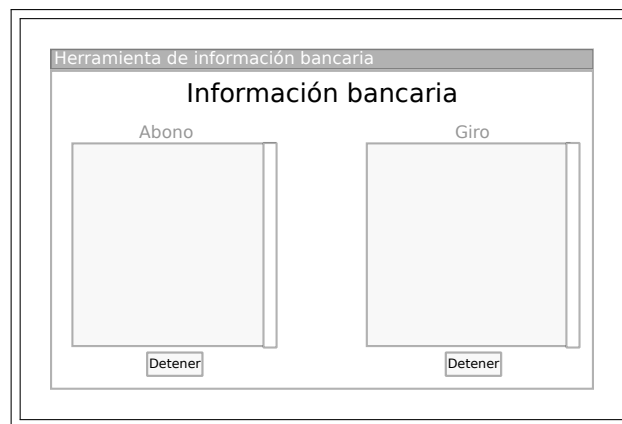 Herramienta de información bancaria
Información bancaria
Abono
Giro
Detener
Detener